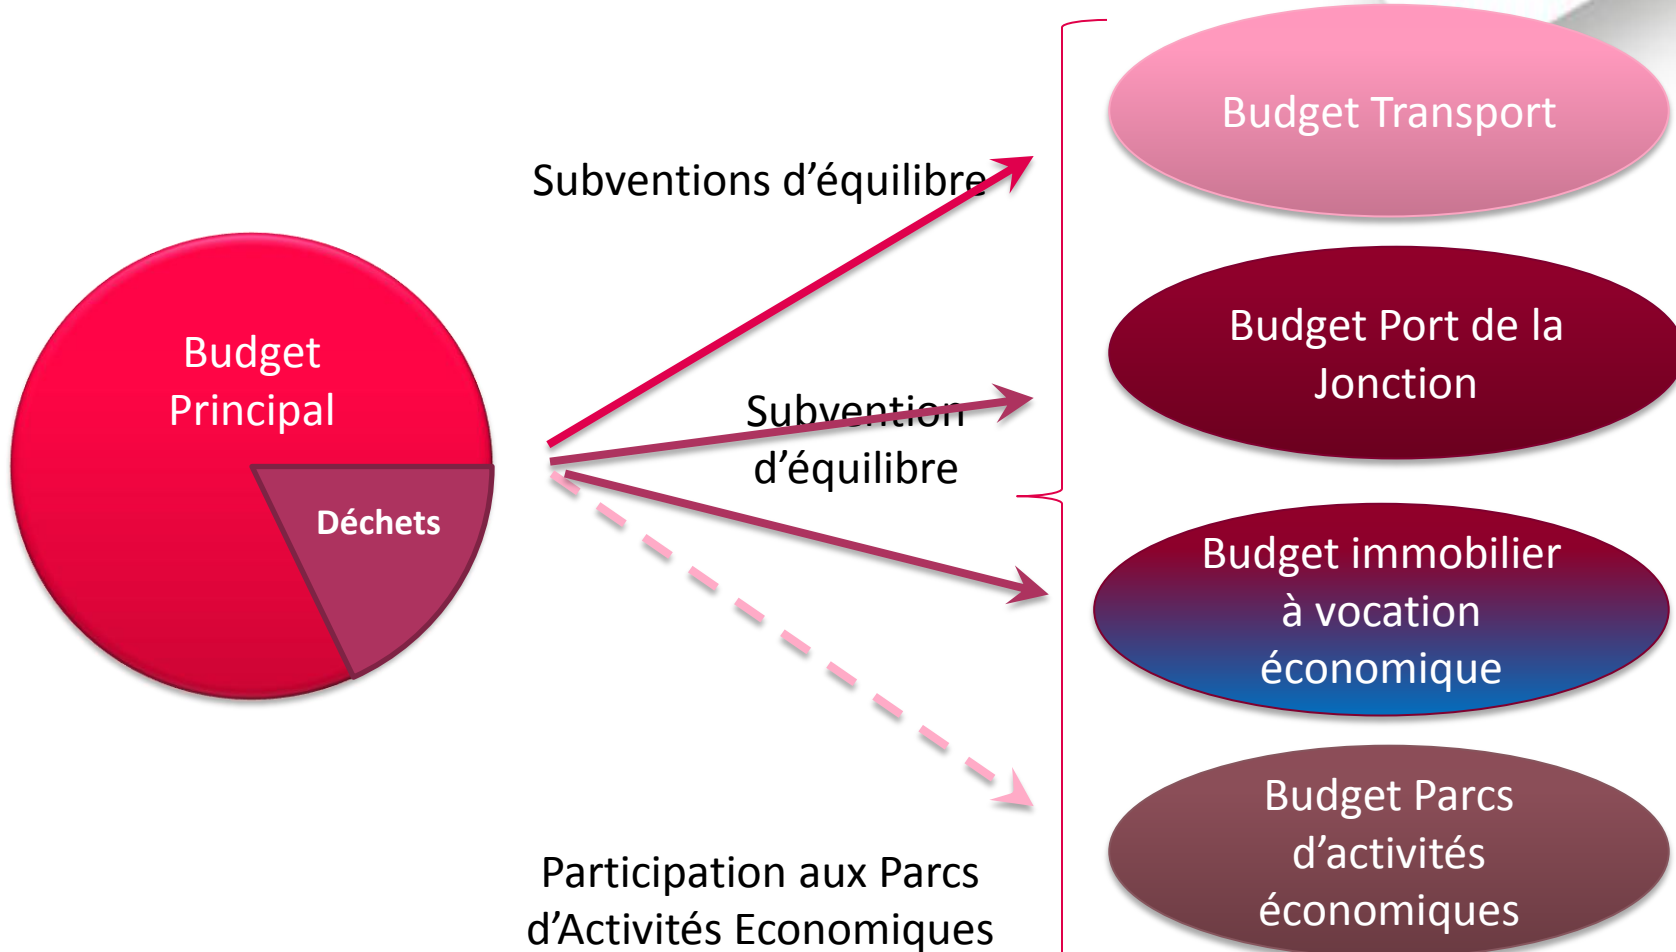 Budget
Principal
Déchets
Subventions d’équilibre
Subvention
d’équilibre
Participation aux Parcs
d’Activités Economiques
Budget Transport
Budget Port de la
Jonction
Budget immobilier
à vocation
économique
Budget Parcs
d’activités
économiques